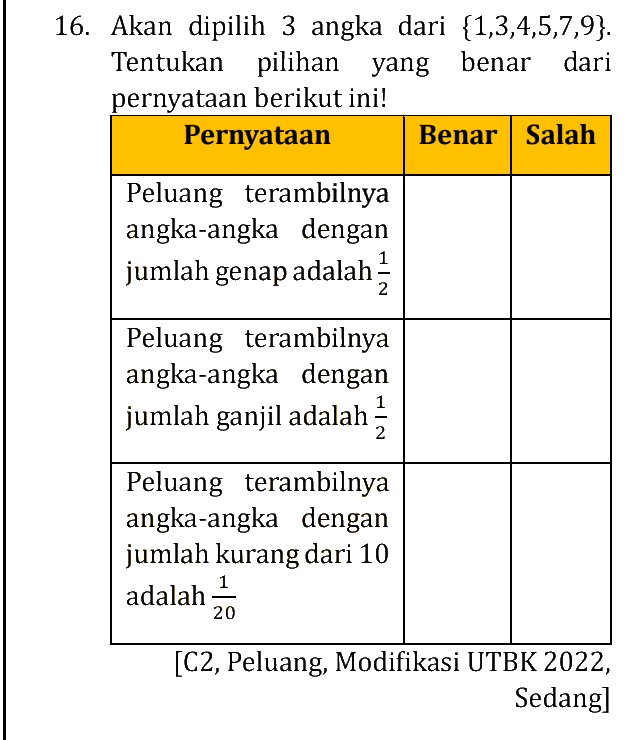 16. Akan dipilih 3 angka dari {1,3,4,5,7,9}.
Tentukan pilihan yang benar dari
pernyataan berikut ini!
Pernyataan Benar Salah
Peluang terambilnya
angka-angka dengan
jumlah genap adalah 1/2
Peluang terambilnya
angka-angka dengan
jumlah ganjil adalah 1/2
Peluang terambilnya
angka-angka dengan
jumlah kurang dari 10
adalah 1/20
[C2, Peluang, Modifikasi UTBK 2022,
Sedang]